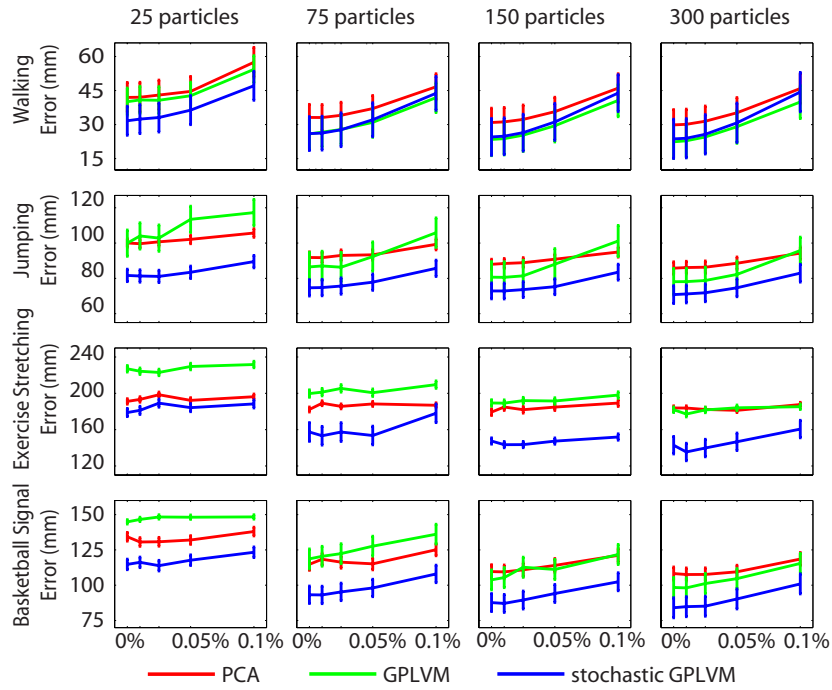 25 particles 75 particles 150 particles 300 particles
Walking
Error (mm)
60
45
30
15
Jumping
Error (mm)
120
100
80
60
Exercise Stretching
Error (mm)
240
200
160
110
Basketball Signal
Error (mm)
150
125
100
75
0% 0.05% 0.1% 0% 0.05% 0.1% 0% 0.05% 0.1% 0% 0.05% 0.1%
PCA GPLVM stochastic GPLVM